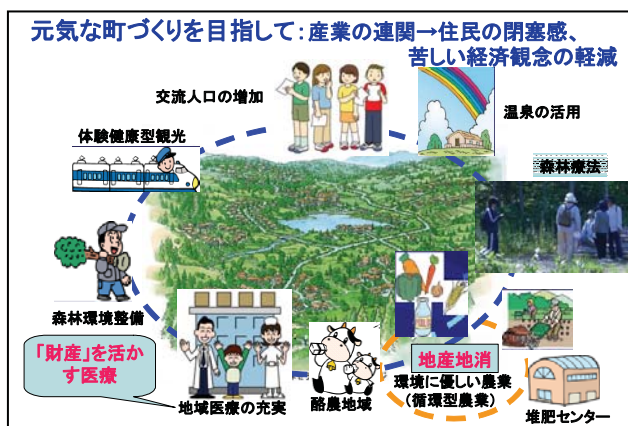 元気な町づくりを目指して：産業の連関→住民の閉塞感、
苦しい経済観念の軽減
交流人口の増加
温泉の活用
体験健康型観光
森林療法
森林環境整備
「財産」を活か
す医療
地域医療の充実
酪農地域
地産地消
環境に優しい農業
（循環型農業）
堆肥センター